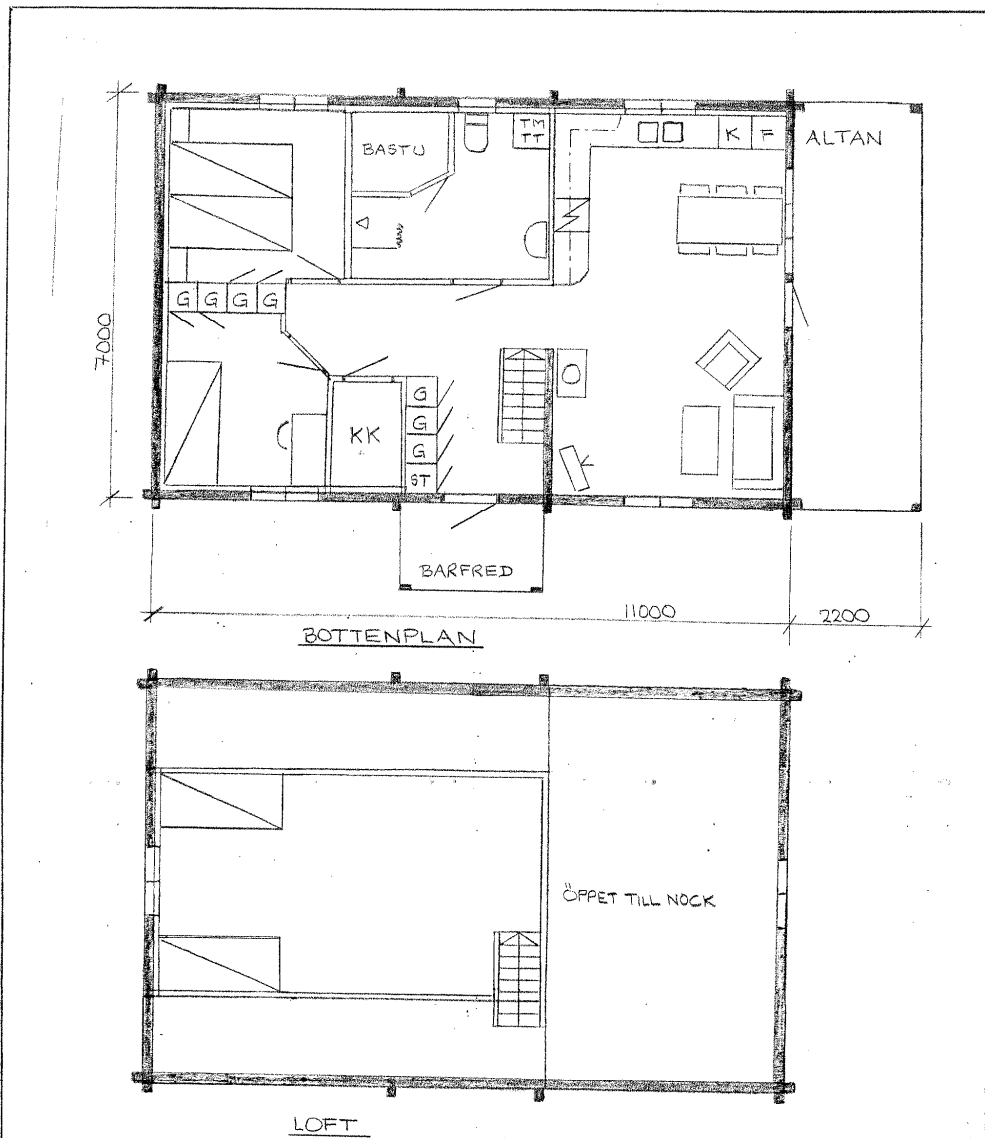 BASTU
TM
TT
K F
ALTAN
G G G G
7000
KK
G
G
G
ST
BARFRED
11000
2200
BOTTENPLAN
ÖPPET TILL NOCK
LOFT